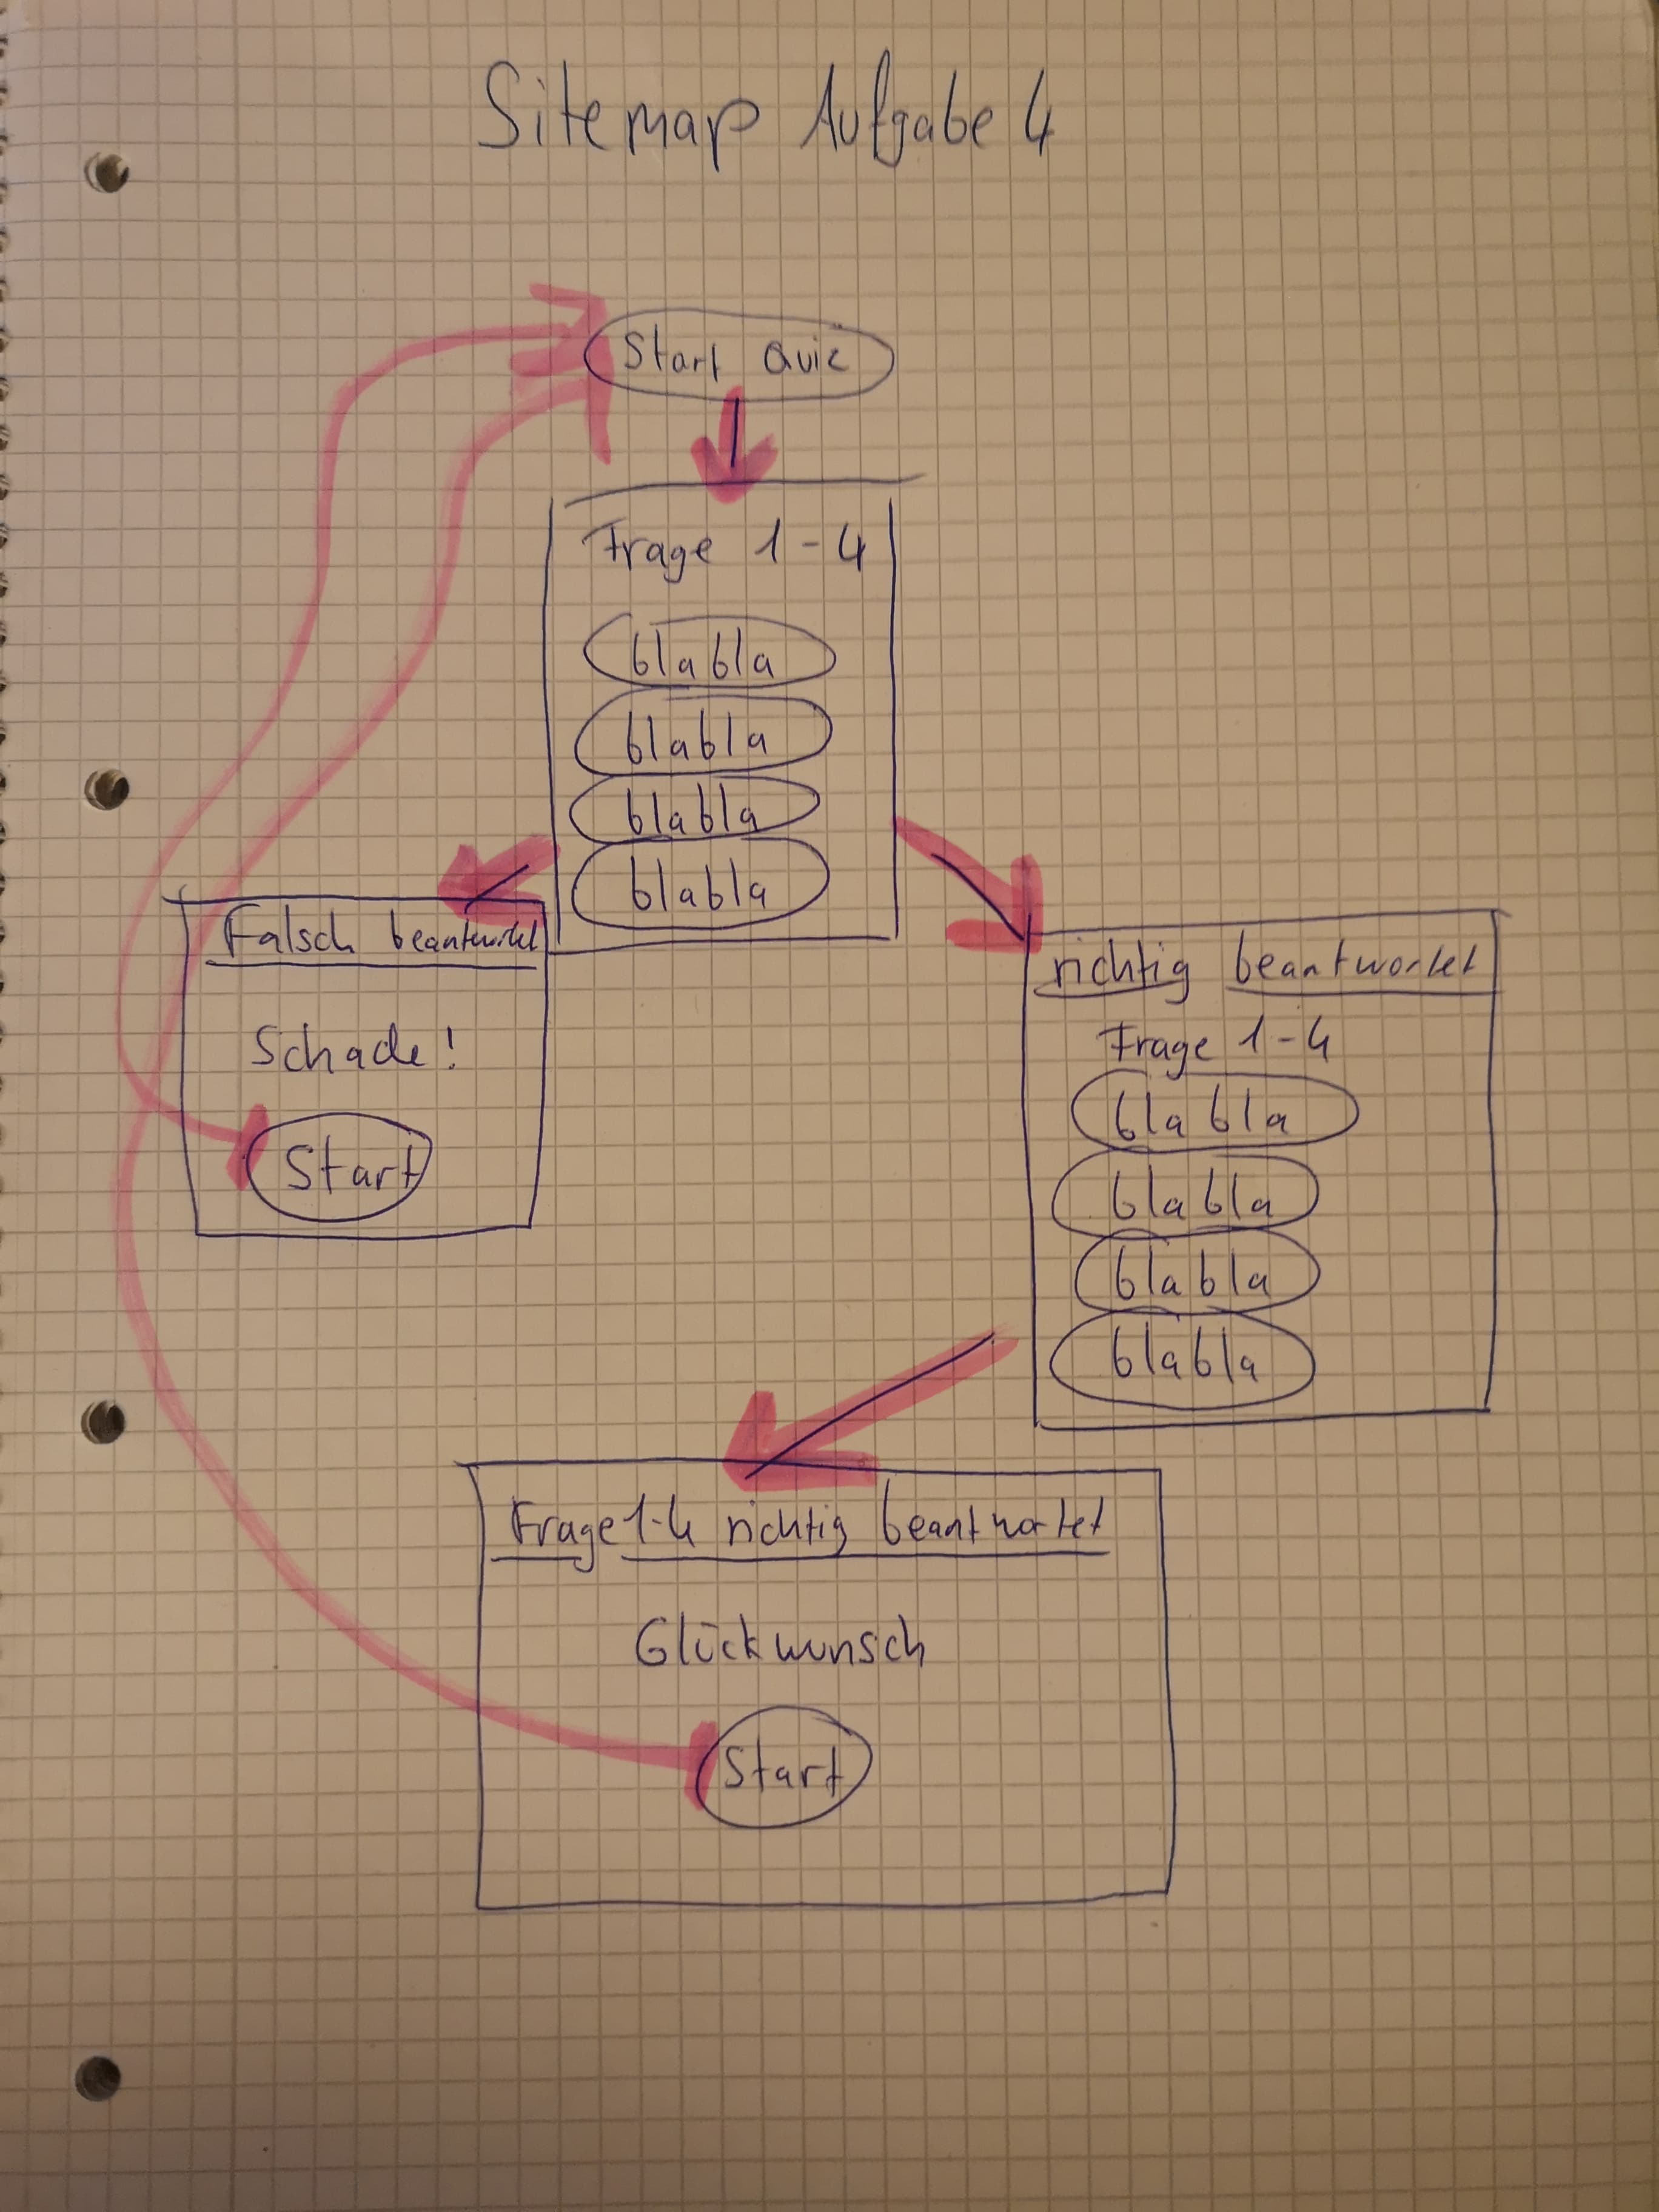 Sitemap Aufgabe 4
Start Quiz
Frage 1-4
blabla
blabla
blabla
blabla
Falsch beantwortet
Schade!
Start
richtig beantwortet
Frage 1-4
blabla
blabla
blabla
blabla
Frage 1-4 richtig beantwortet
Glückwunsch
Start